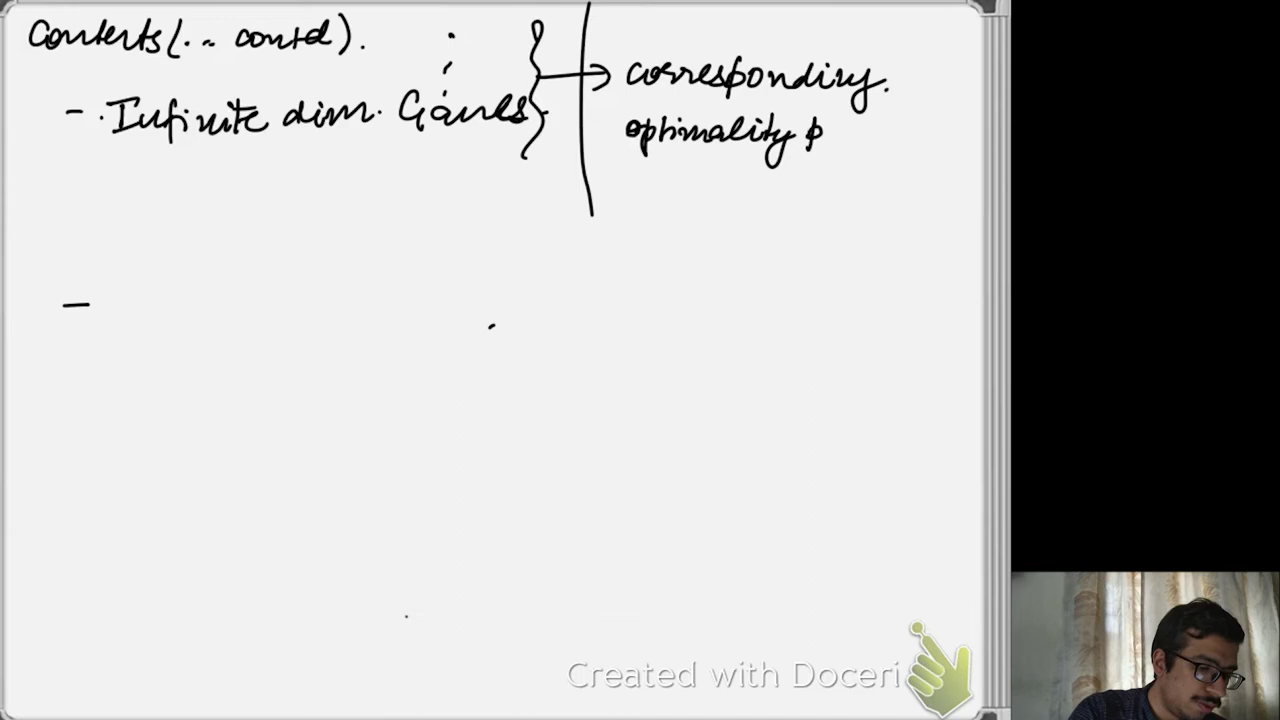 Contents(... contd).
- Infinite dim. Games
corresponding.
optimality p
-
Created with Doceri